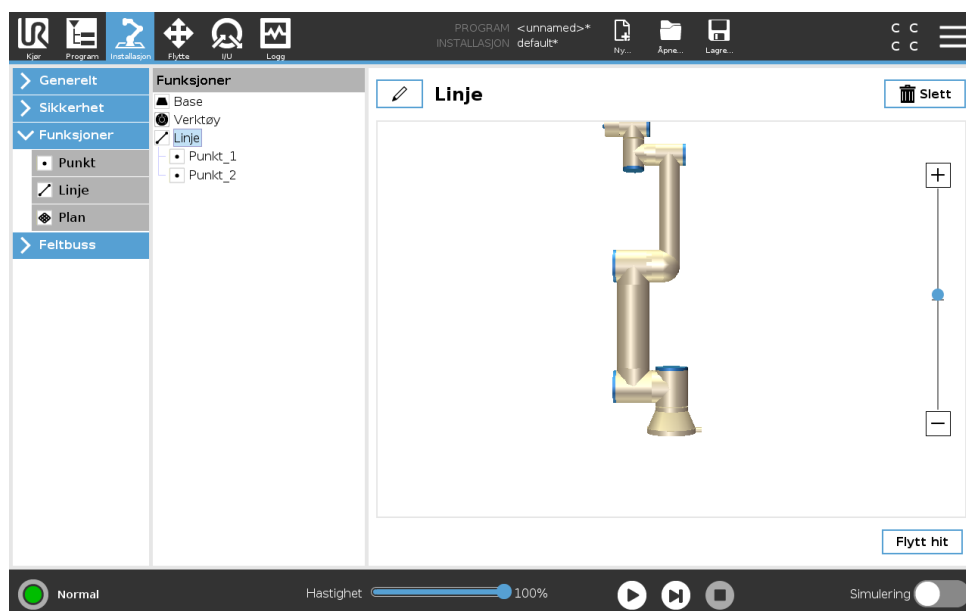 UR
PROGRAM <unnamed>*
INSTALLASJON default*
Kjør Program Installasjon Flytte I/U Logg
Ny... Åpne... Lagre...
C C
C C
Generelt
Sikkerhet
Funksjoner
Punkt
Linje
Plan
Feltbuss
Funksjoner
Base
Verktøy
Linje
Punkt_1
Punkt_2
Linje
Slett
Flytt hit
Normal
Hastighet 100%
Simulering